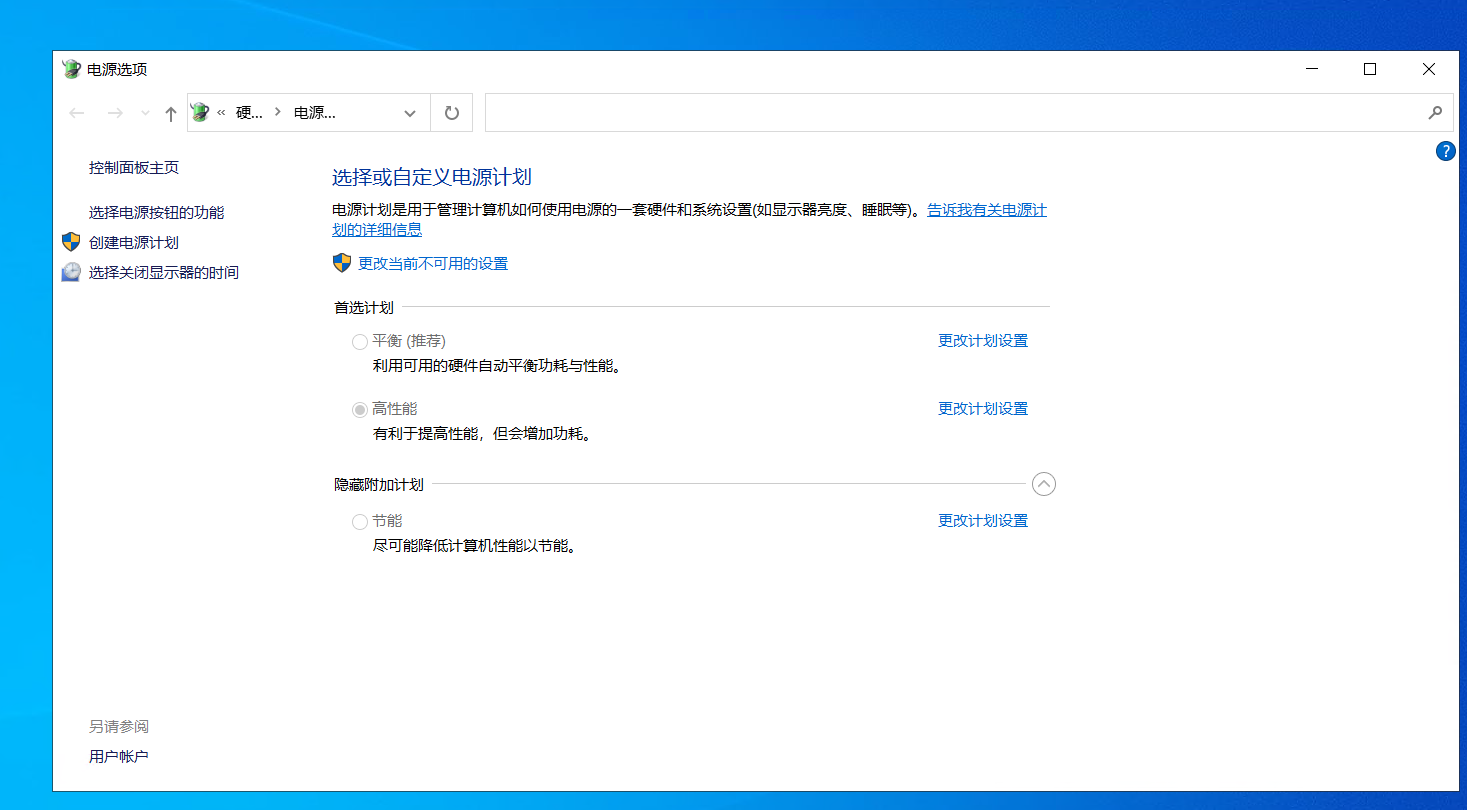 电源选项
« 硬... > 电源...
控制面板主页
选择电源按钮的功能
创建电源计划
选择关闭显示器的时间
选择或自定义电源计划
电源计划是用于管理计算机如何使用电源的一套硬件和系统设置(如显示器亮度、睡眠等)。告诉我有关电源计
划的详细信息
更改当前不可用的设置
首选计划
平衡 (推荐) 更改计划设置
利用可用的硬件自动平衡功耗与性能。
高性能 更改计划设置
有利于提高性能，但会增加功耗。
隐藏附加计划
节能 更改计划设置
尽可能降低计算机性能以节能。
另请参阅
用户帐户